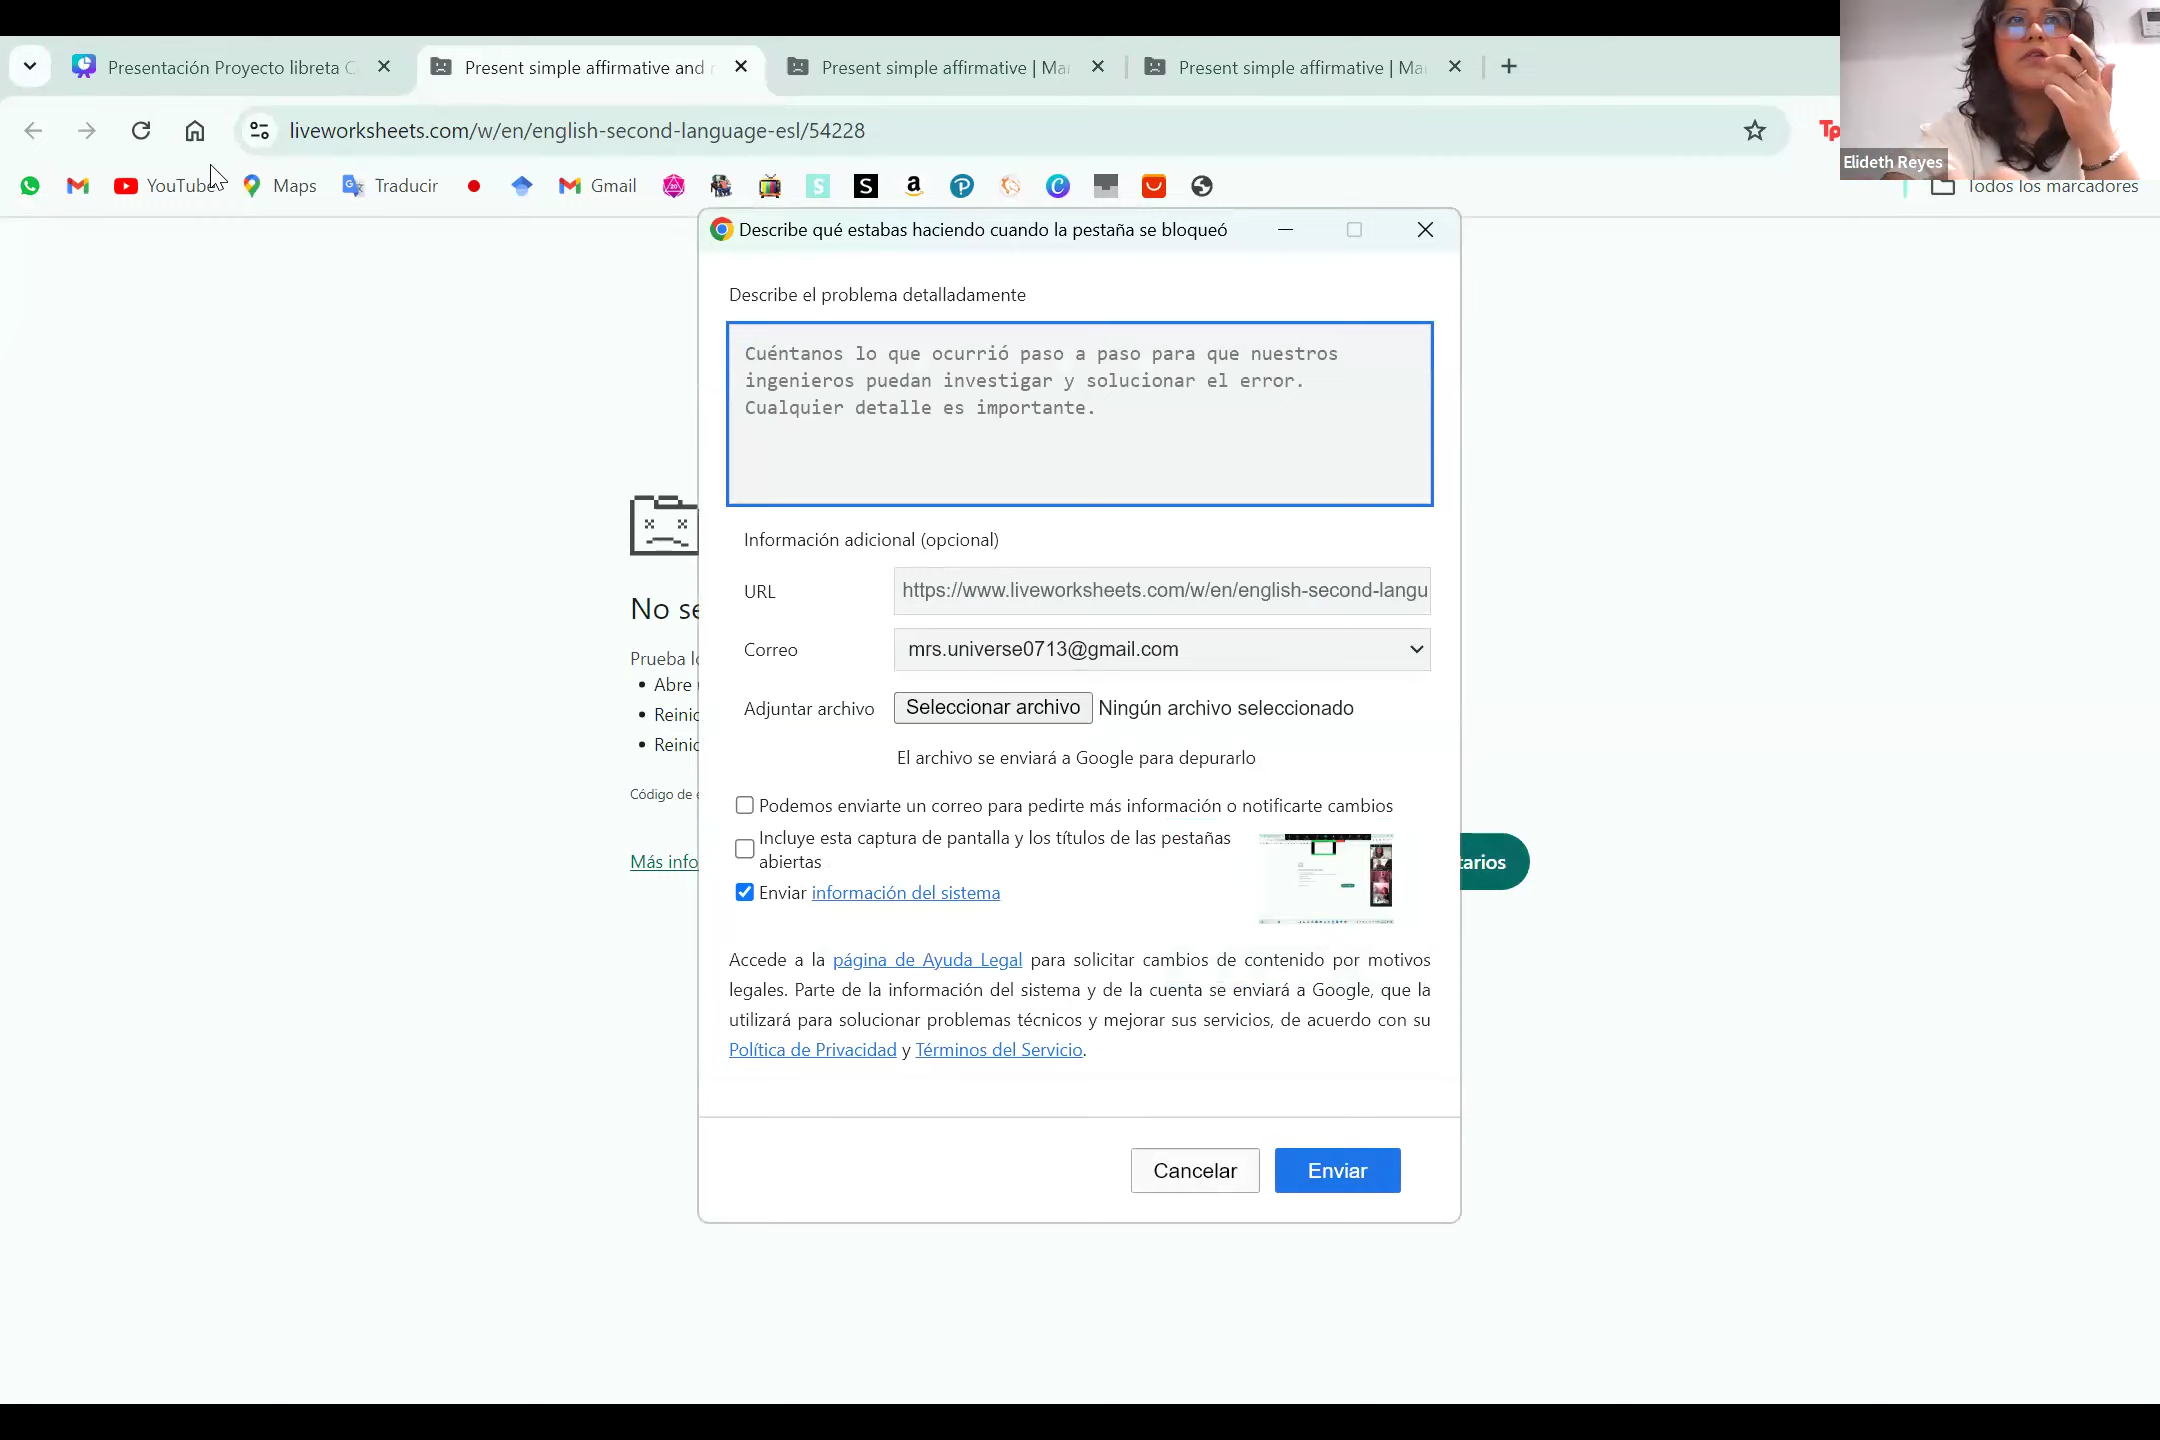 Presentación Proyecto libreta C
Present simple affirmative and
Present simple affirmative | Ma
Present simple affirmative | Ma
liveworksheets.com/w/en/english-second-language-esl/54228
Elideth Reyes
YouTube
Maps
Traducir
Gmail
Todos los marcadores
Describe qué estabas haciendo cuando la pestaña se bloqueó
Describe el problema detalladamente
Cuéntanos lo que ocurrió paso a paso para que nuestros
ingenieros puedan investigar y solucionar el error.
Cualquier detalle es importante.
Información adicional (opcional)
URL
https://www.liveworksheets.com/w/en/english-second-langu
Correo
mrs.universe0713@gmail.com
Adjuntar archivo
Seleccionar archivo Ningún archivo seleccionado
El archivo se enviará a Google para depurarlo
Podemos enviarte un correo para pedirte más información o notificarte cambios
Incluye esta captura de pantalla y los títulos de las pestañas
abiertas
Enviar información del sistema
Accede a la página de Ayuda Legal para solicitar cambios de contenido por motivos
legales. Parte de la información del sistema y de la cuenta se enviará a Google, que la
utilizará para solucionar problemas técnicos y mejorar sus servicios, de acuerdo con su
Política de Privacidad y Términos del Servicio.
Cancelar
Enviar
No se
Prueba lo
Abre
Reinic
Reinic
Código de e
Más info
tarios